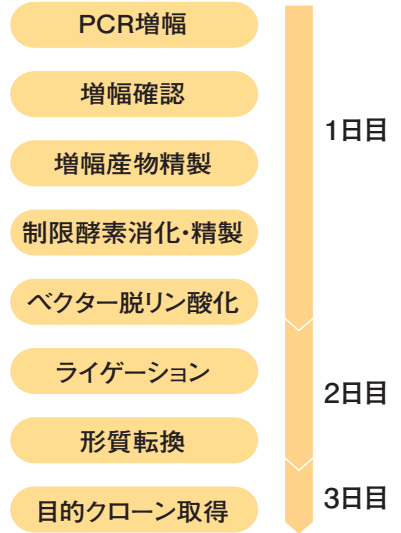 PCR増幅
増幅確認
増幅産物精製
制限酵素消化・精製
ベクター脱リン酸化
ライゲーション
形質転換
目的クローン取得
1日目
2日目
3日目